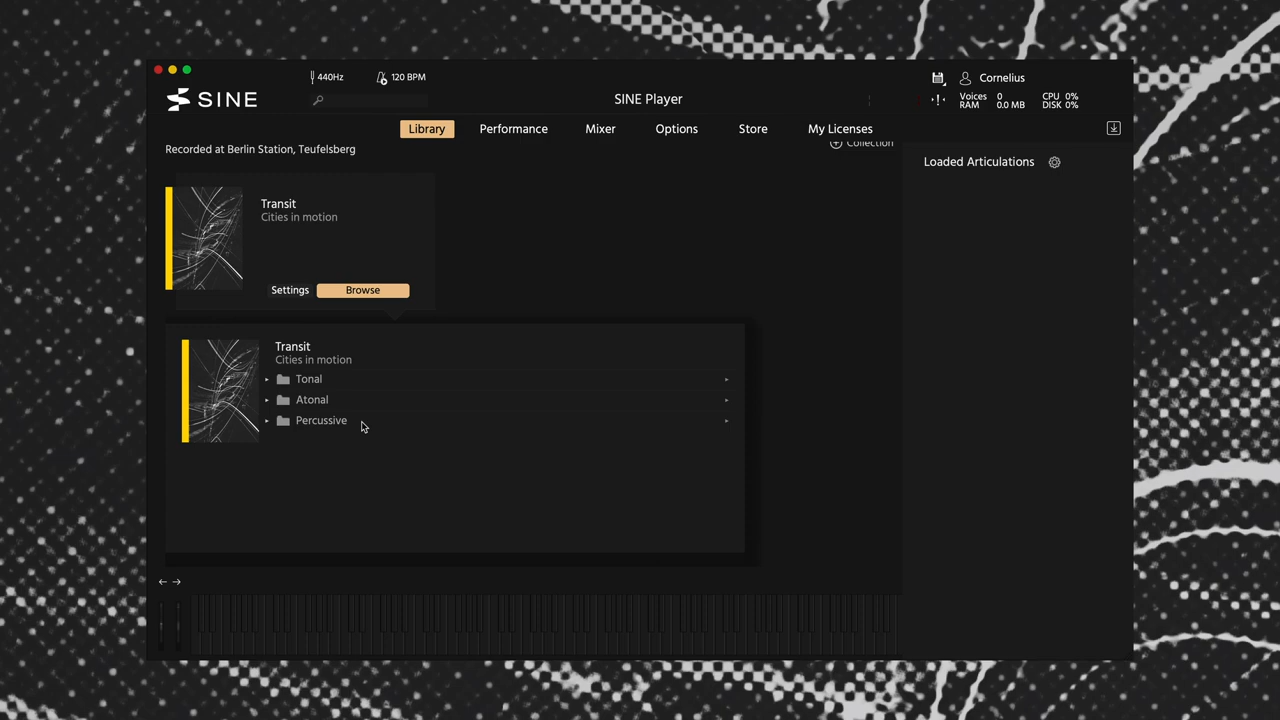 440Hz
120 BPM
Cornelius
SINE
SINE Player
Voices 0 CPU 0%
RAM 0.0 MB DISK 0%
Library Performance Mixer Options Store My Licenses
Recorded at Berlin Station, Teufelsberg
Collection
Loaded Articulations
Transit
Cities in motion
Settings Browse
Transit
Cities in motion
Tonal
Atonal
Percussive